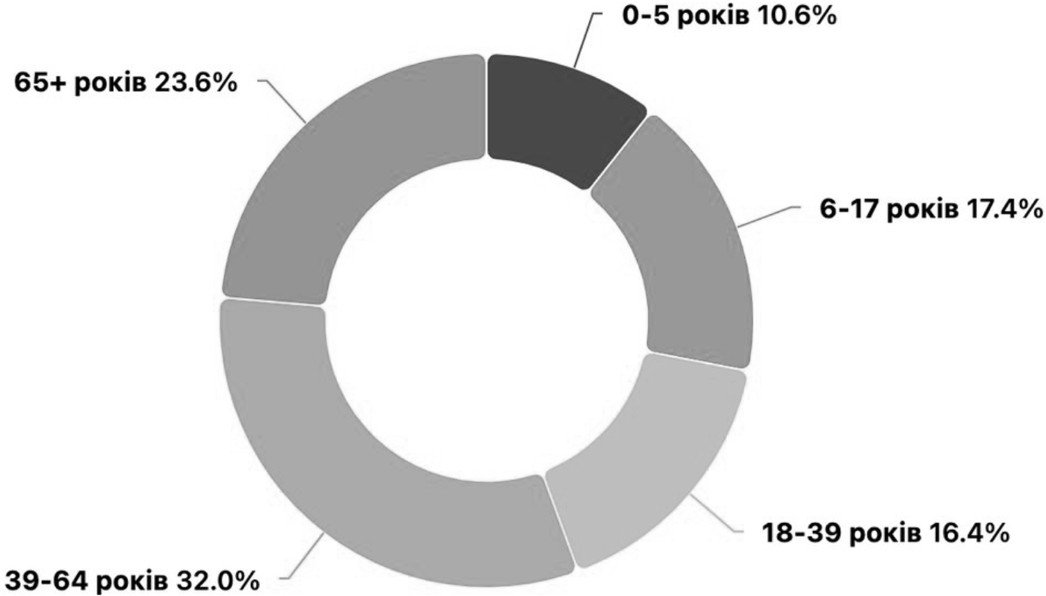 0-5 років 10.6%
65+ років 23.6%
6-17 років 17.4%
18-39 років 16.4%
39-64 років 32.0%